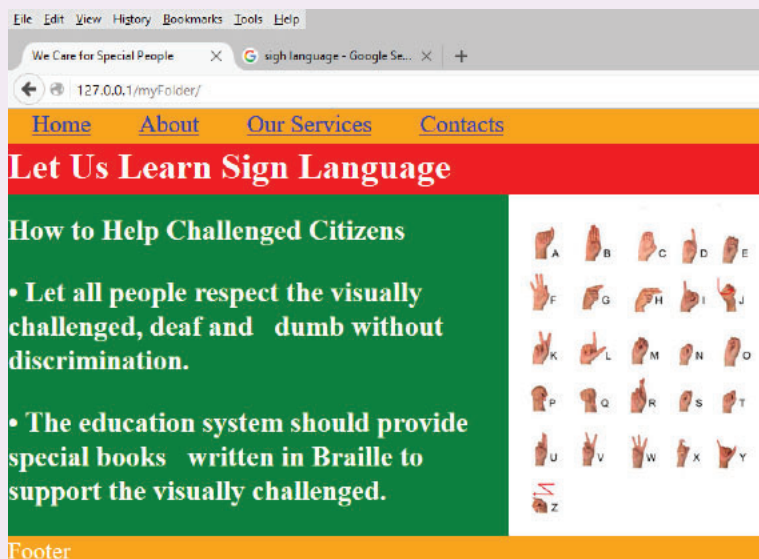 File Edit View History Bookmarks Tools Help
We Care for Special People × sigh language - Google Se... × +
127.0.0.1/myFolder/
Home About Our Services Contacts
Let Us Learn Sign Language
How to Help Challenged Citizens
• Let all people respect the visually
challenged, deaf and dumb without
discrimination.
• The education system should provide
special books written in Braille to
support the visually challenged.
A B C D E
F G H I J
K L M N O
P Q R S T
U V W X Y
Z
Footer